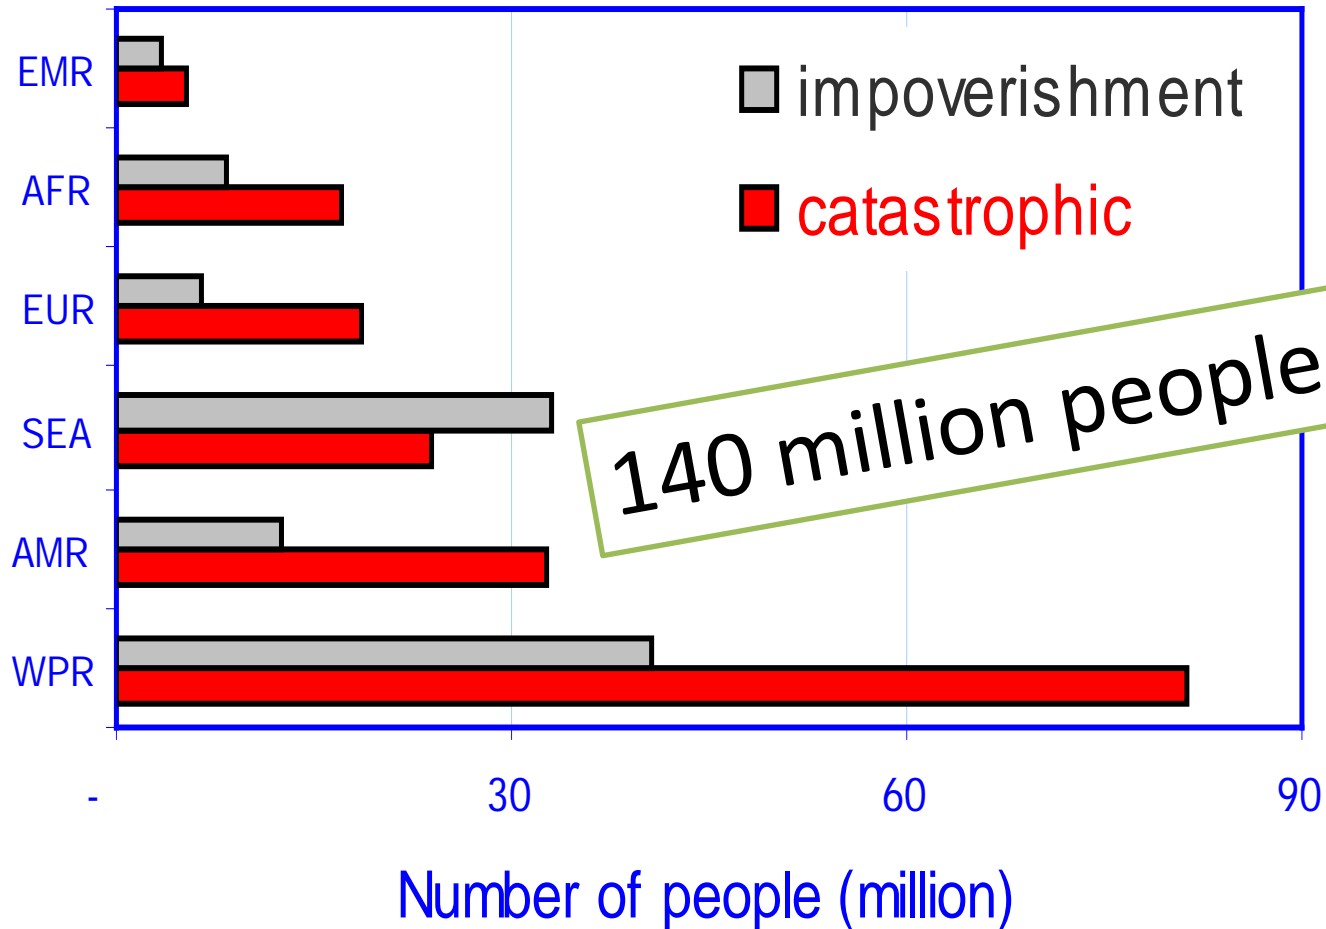 EMR
AFR
EUR
SEA
AMR
WPR
impoverishment
catastrophic
140 million people
- 30 60 90
Number of people (million)